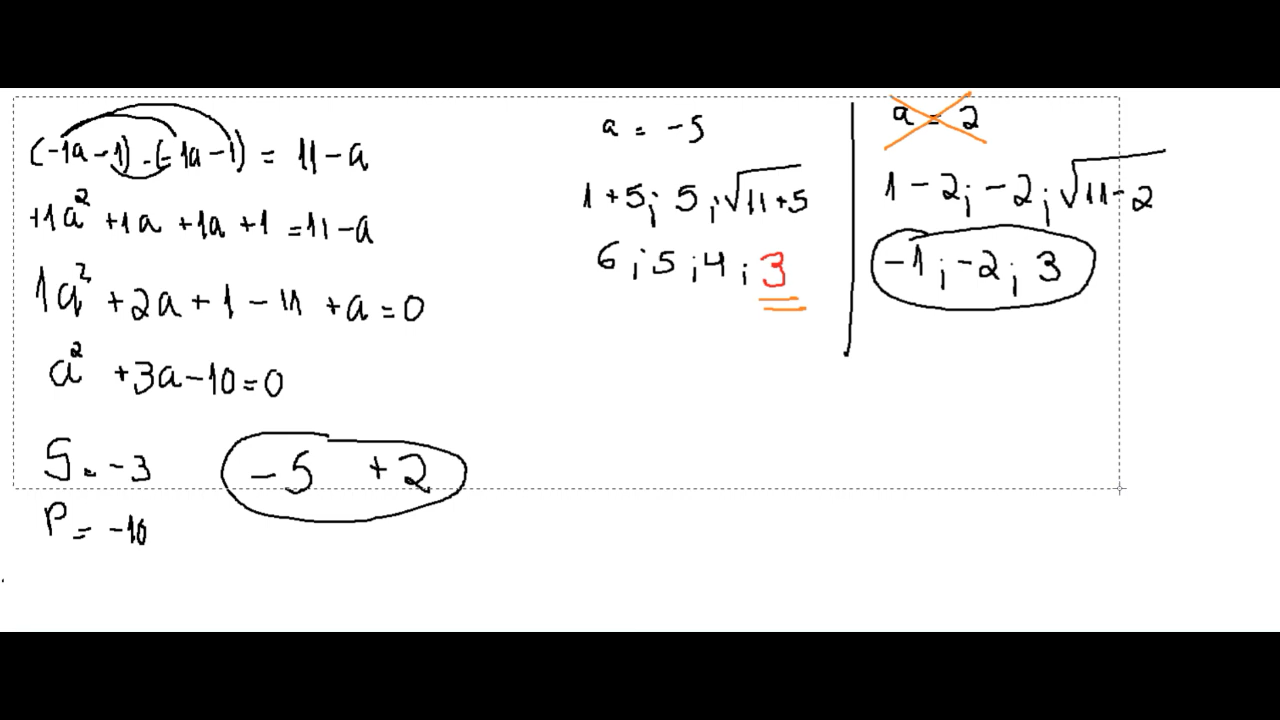 (-1a-1)·(-1a-1) = 11-a
+1a² +1a +1a +1 = 11-a
1a² +2a+1-11 +a=0
a² +3a-10=0
S=-3
-5 +2
P=-10
a = -5
1+5; 5; √11+5
6; 5; 4; 3
a = 2
1-2; -2; √11-2
-1; -2; 3